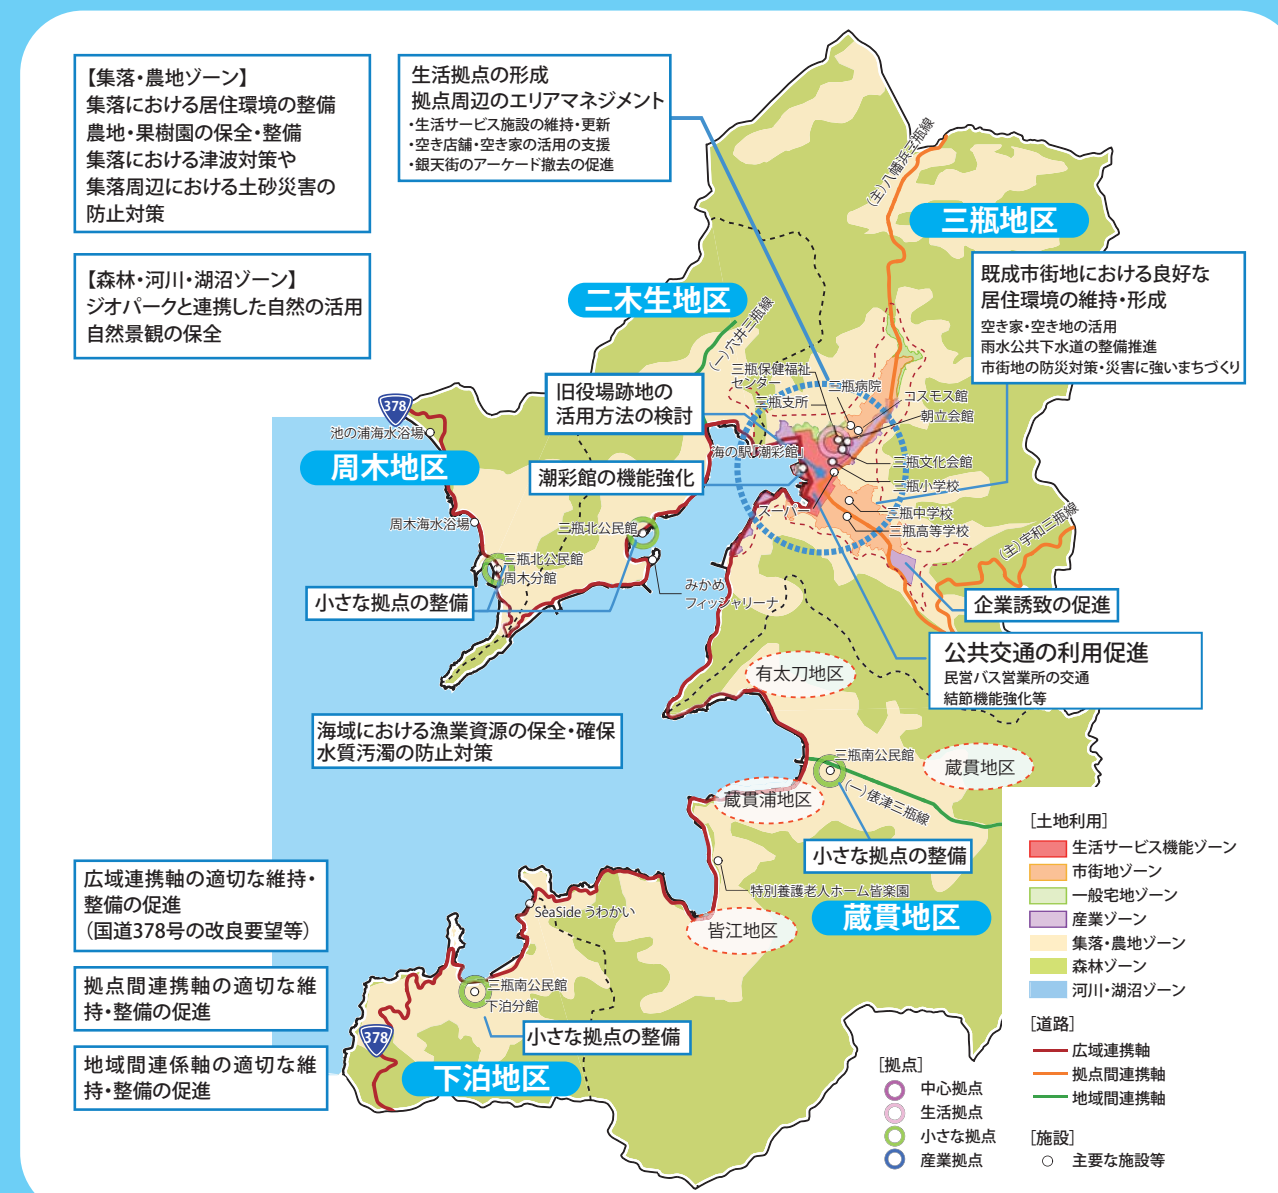 【集落・農地ゾーン】
集落における居住環境の整備
農地・果樹園の保全・整備
集落における津波対策や
集落周辺における土砂災害の
防止対策
【森林・河川・湖沼ゾーン】
ジオパークと連携した自然の活用
自然景観の保全
生活拠点の形成
拠点周辺のエリアマネジメント
・生活サービス施設の維持・更新
・空き店舗・空き家の活用の支援
・銀天街のアーケード撤去の促進
(主)八幡浜三瓶線
三瓶地区
既成市街地における良好な
居住環境の維持・形成
空き家・空き地の活用
雨水公共下水道の整備推進
市街地の防災対策・災害に強いまちづくり
二木生地区
(一)穴井三瓶線
三瓶保健福祉
センター
三瓶病院
三瓶支所
コスモス館
朝立会館
旧役場跡地の
活用方法の検討
海の駅「潮彩館」
潮彩館の機能強化
三瓶文化会館
三瓶小学校
スーパー
三瓶中学校
三瓶高等学校
(主)宇和三瓶線
378
池の浦海水浴場
周木地区
周木海水浴場
三瓶北公民館
三瓶北公民館
周木分館
小さな拠点の整備
みかめ
フィッシャリーナ
企業誘致の促進
公共交通の利用促進
民営バス営業所の交通
結節機能強化等
有太刀地区
海域における漁業資源の保全・確保
水質汚濁の防止対策
三瓶南公民館
蔵貫地区
蔵貫浦地区
(一)俵津三瓶線
小さな拠点の整備
特別養護老人ホーム皆楽園
蔵貫地区
皆江地区
SeaSide うわかい
広域連携軸の適切な維持・
整備の促進
(国道378号の改良要望等)
拠点間連携軸の適切な維
持・整備の促進
地域間連係軸の適切な維
持・整備の促進
三瓶南公民館
下泊分館
小さな拠点の整備
378
下泊地区
[土地利用]
生活サービス機能ゾーン
市街地ゾーン
一般宅地ゾーン
産業ゾーン
集落・農地ゾーン
森林ゾーン
河川・湖沼ゾーン
[道路]
広域連携軸
拠点間連携軸
地域間連携軸
[拠点]
中心拠点
生活拠点
小さな拠点
産業拠点
[施設]
主要な施設等